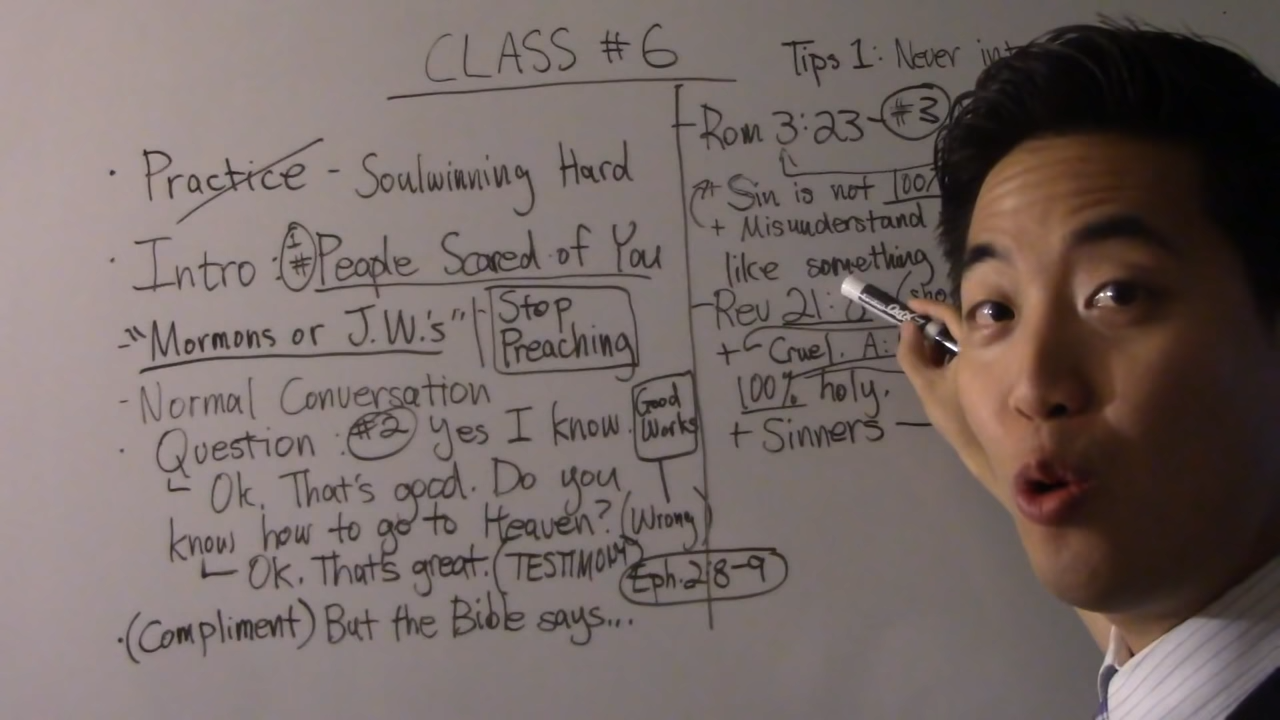 CLASS #6
· Practice - Soulwinning Hard
· Intro : #1 People Scared of You
- "Mormons or J.W.'s"
Stop
Preaching
- Normal Conversation
· Question : #2 Yes I know.
Good
Works
Ok. That's good. Do you
know how to go to Heaven? (Wrong)
Ok. That's great. (TESTIMONY)
Eph. 2:8-9
· (Compliment) But the Bible says...
Tips 1: Never
Rom 3:23 - #3
+ Sin is not 100%
+ Misunderstand
like something
Rev 21:8
+ Cruel. A:
100% holy.
+ Sinners -